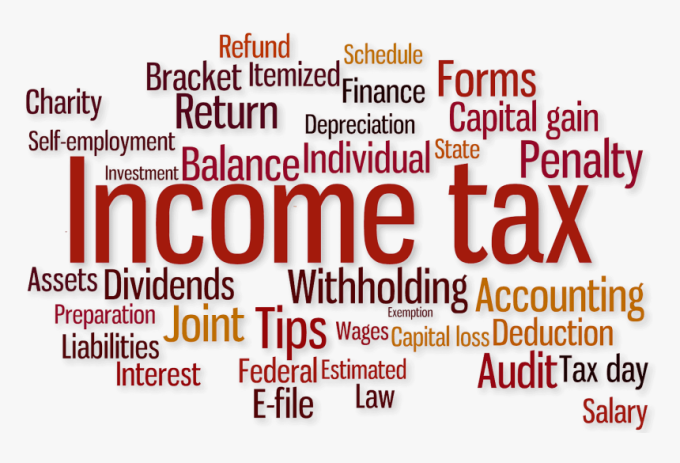 Refund
Schedule
Bracket
Itemized
Forms
Charity
Return
Finance
Capital gain
Depreciation
Self-employment
Balance
Individual
State
Penalty
Investment
Income tax
Assets
Dividends
Withholding
Accounting
Preparation
Joint
Tips
Exemption
Wages
Capital loss
Deduction
Liabilities
Interest
Federal
Estimated
Audit
Tax day
E-file
Law
Salary